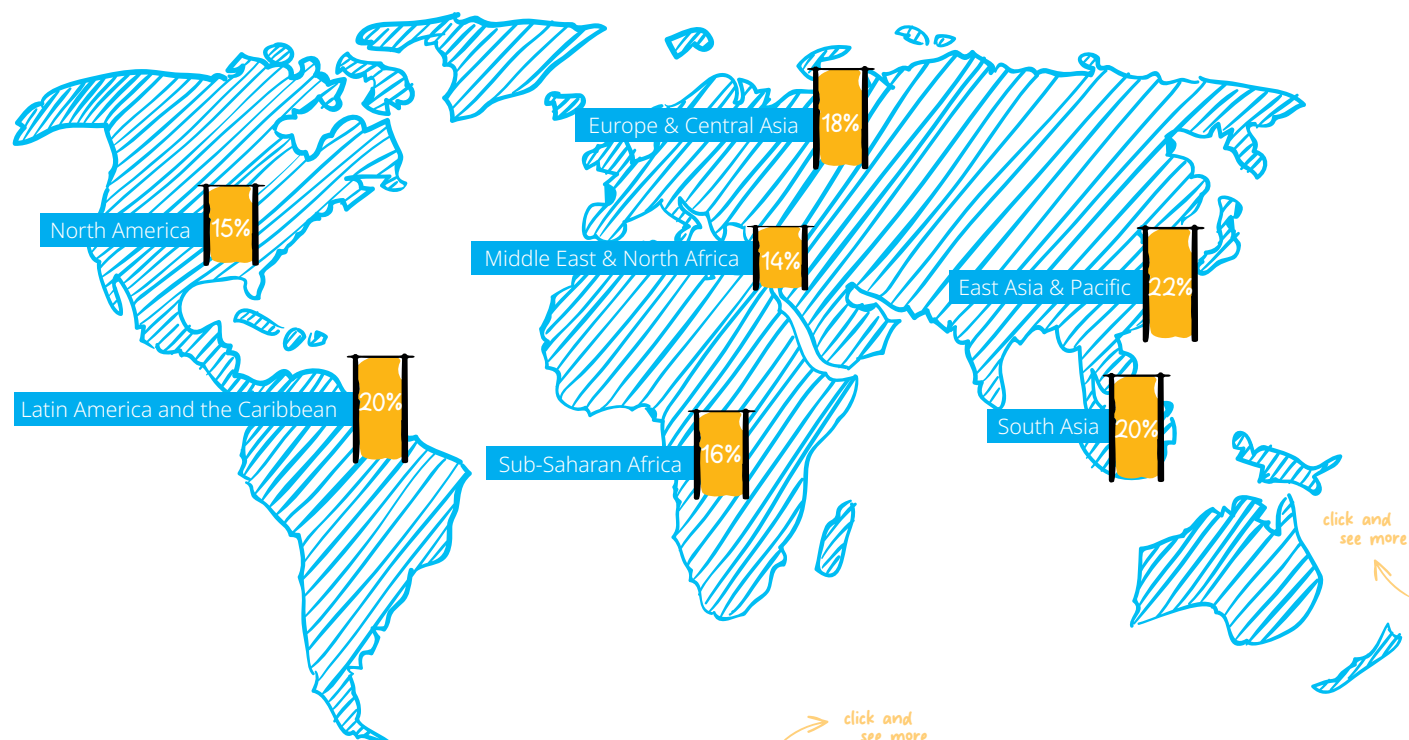 Europe & Central Asia
18%
North America
15%
Middle East & North Africa
14%
East Asia & Pacific
22%
Latin America and the Caribbean
20%
South Asia
20%
Sub-Saharan Africa
16%
click and
see more
click and
see more